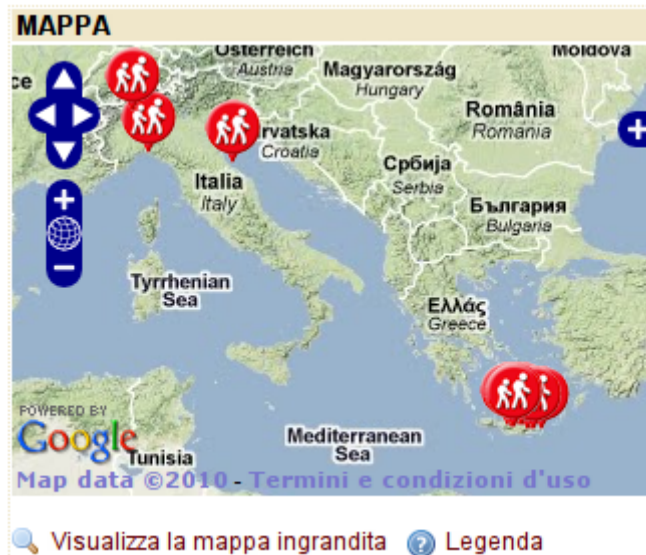 MAPPA
Österreich
Austria
Magyarország
Hungary
Moldova
România
Romania
rvatska
Croatia
Србија
Serbia
Italia
Italy
България
Bulgaria
Tyrrhenian
Sea
Ελλάς
Greece
POWERED BY
Google
Tunisia
Mediterranean
Sea
Map data ©2010 - Termini e condizioni d'uso
Visualizza la mappa ingrandita
Legenda